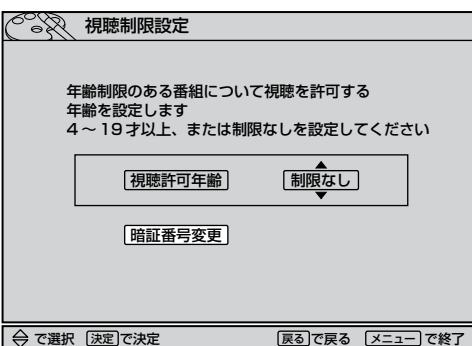 視聴制限設定
年齢制限のある番組について視聴を許可する
年齢を設定します
4～19才以上、または制限なしを設定してください
視聴許可年齢 制限なし
暗証番号変更
で選択 決定で決定 戻るで戻る メニューで終了